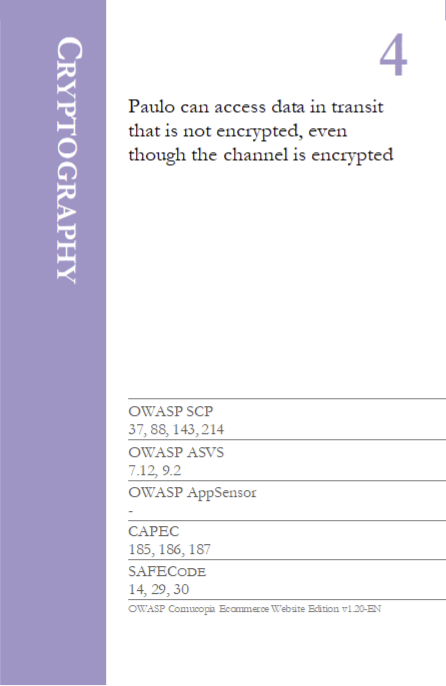 CRYPTOGRAPHY
4
Paulo can access data in transit
that is not encrypted, even
though the channel is encrypted
OWASP SCP
37, 88, 143, 214
OWASP ASVS
7.12, 9.2
OWASP AppSensor
-
CAPEC
185, 186, 187
SAFECODE
14, 29, 30
OWASP Cornucopia Ecommerce Website Edition v1.20-EN